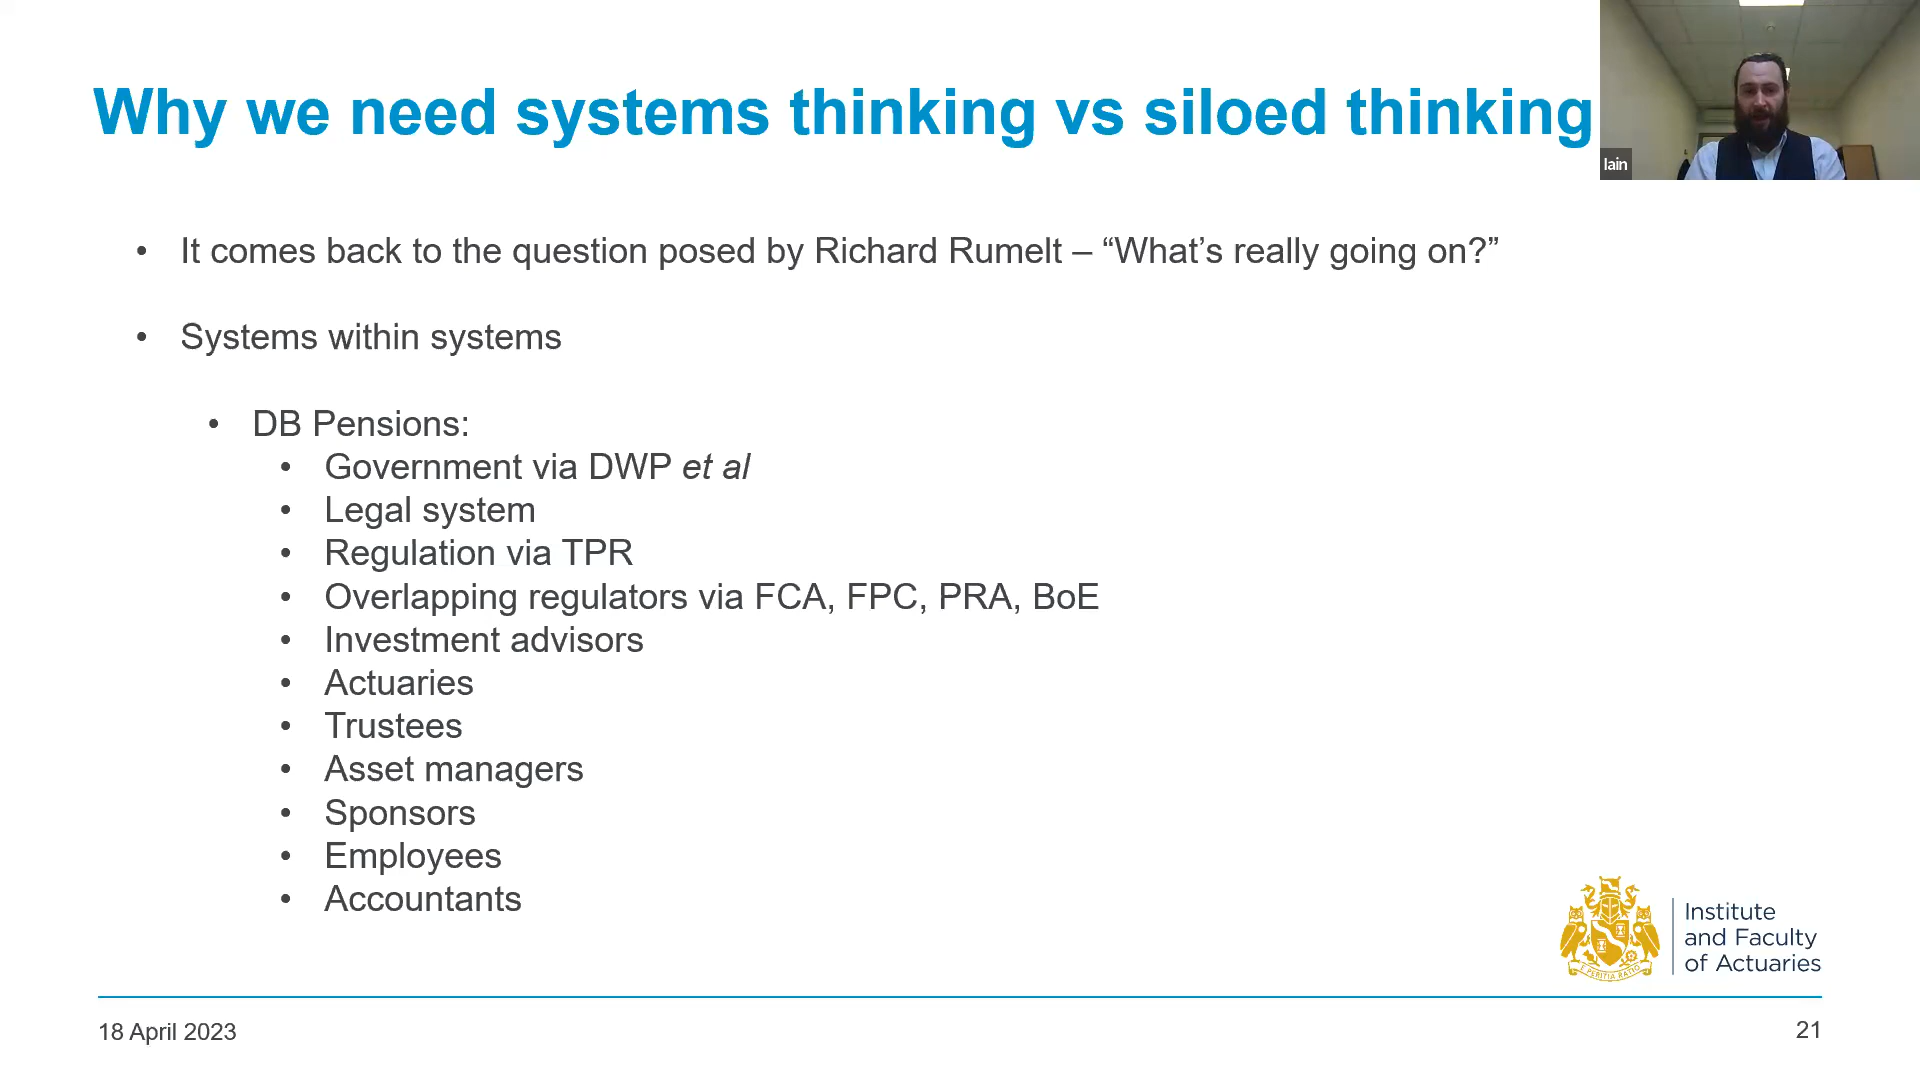 Why we need systems thinking vs siloed thinking
Iain
• It comes back to the question posed by Richard Rumelt – “What’s really going on?”
• Systems within systems
• DB Pensions:
• Government via DWP et al
• Legal system
• Regulation via TPR
• Overlapping regulators via FCA, FPC, PRA, BoE
• Investment advisors
• Actuaries
• Trustees
• Asset managers
• Sponsors
• Employees
• Accountants
E PERITIA RATIO
Institute
and Faculty
of Actuaries
18 April 2023
21